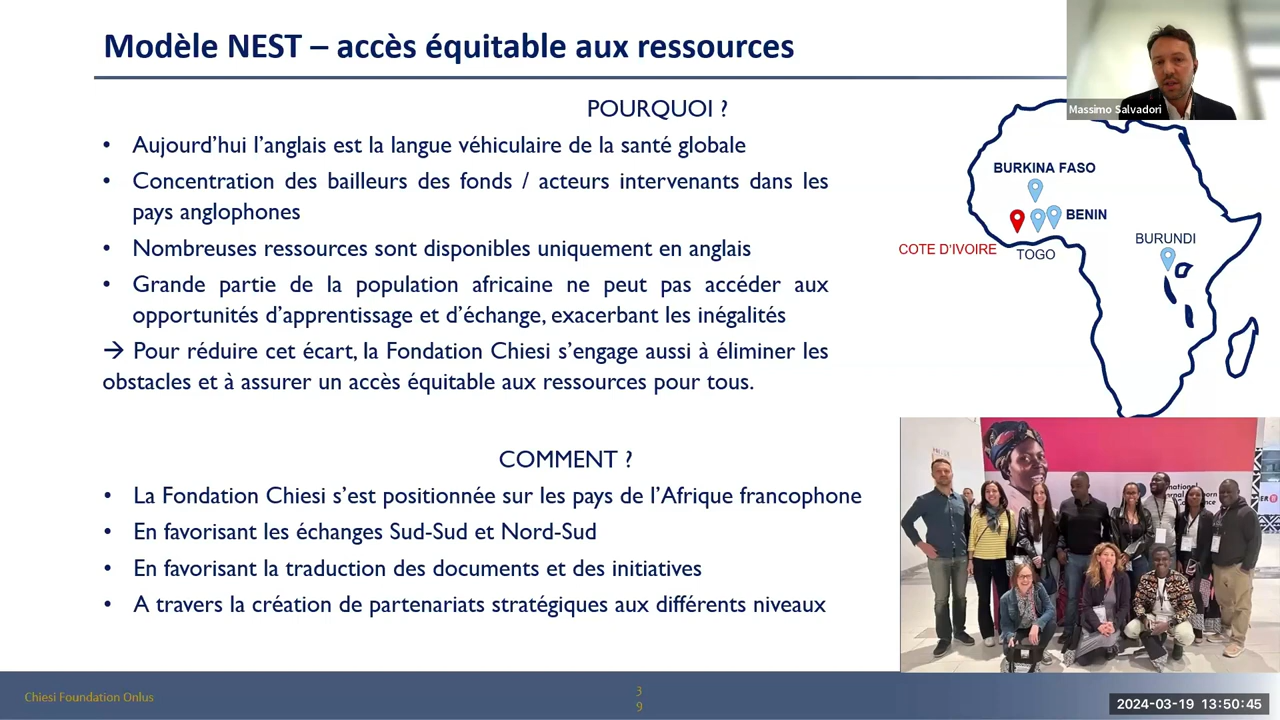 Modèle NEST – accès équitable aux ressources
Massimo Salvadori
POURQUOI ?
• Aujourd’hui l’anglais est la langue véhiculaire de la santé globale
• Concentration des bailleurs des fonds / acteurs intervenants dans les
pays anglophones
• Nombreuses ressources sont disponibles uniquement en anglais
• Grande partie de la population africaine ne peut pas accéder aux
opportunités d’apprentissage et d’échange, exacerbant les inégalités
→ Pour réduire cet écart, la Fondation Chiesi s’engage aussi à éliminer les
obstacles et à assurer un accès équitable aux ressources pour tous.
BURKINA FASO
BENIN
BURUNDI
COTE D’IVOIRE
TOGO
COMMENT ?
• La Fondation Chiesi s’est positionnée sur les pays de l’Afrique francophone
• En favorisant les échanges Sud-Sud et Nord-Sud
• En favorisant la traduction des documents et des initiatives
• A travers la création de partenariats stratégiques aux différents niveaux
Chiesi Foundation Onlus
3
9
2024-03-19 13:50:45